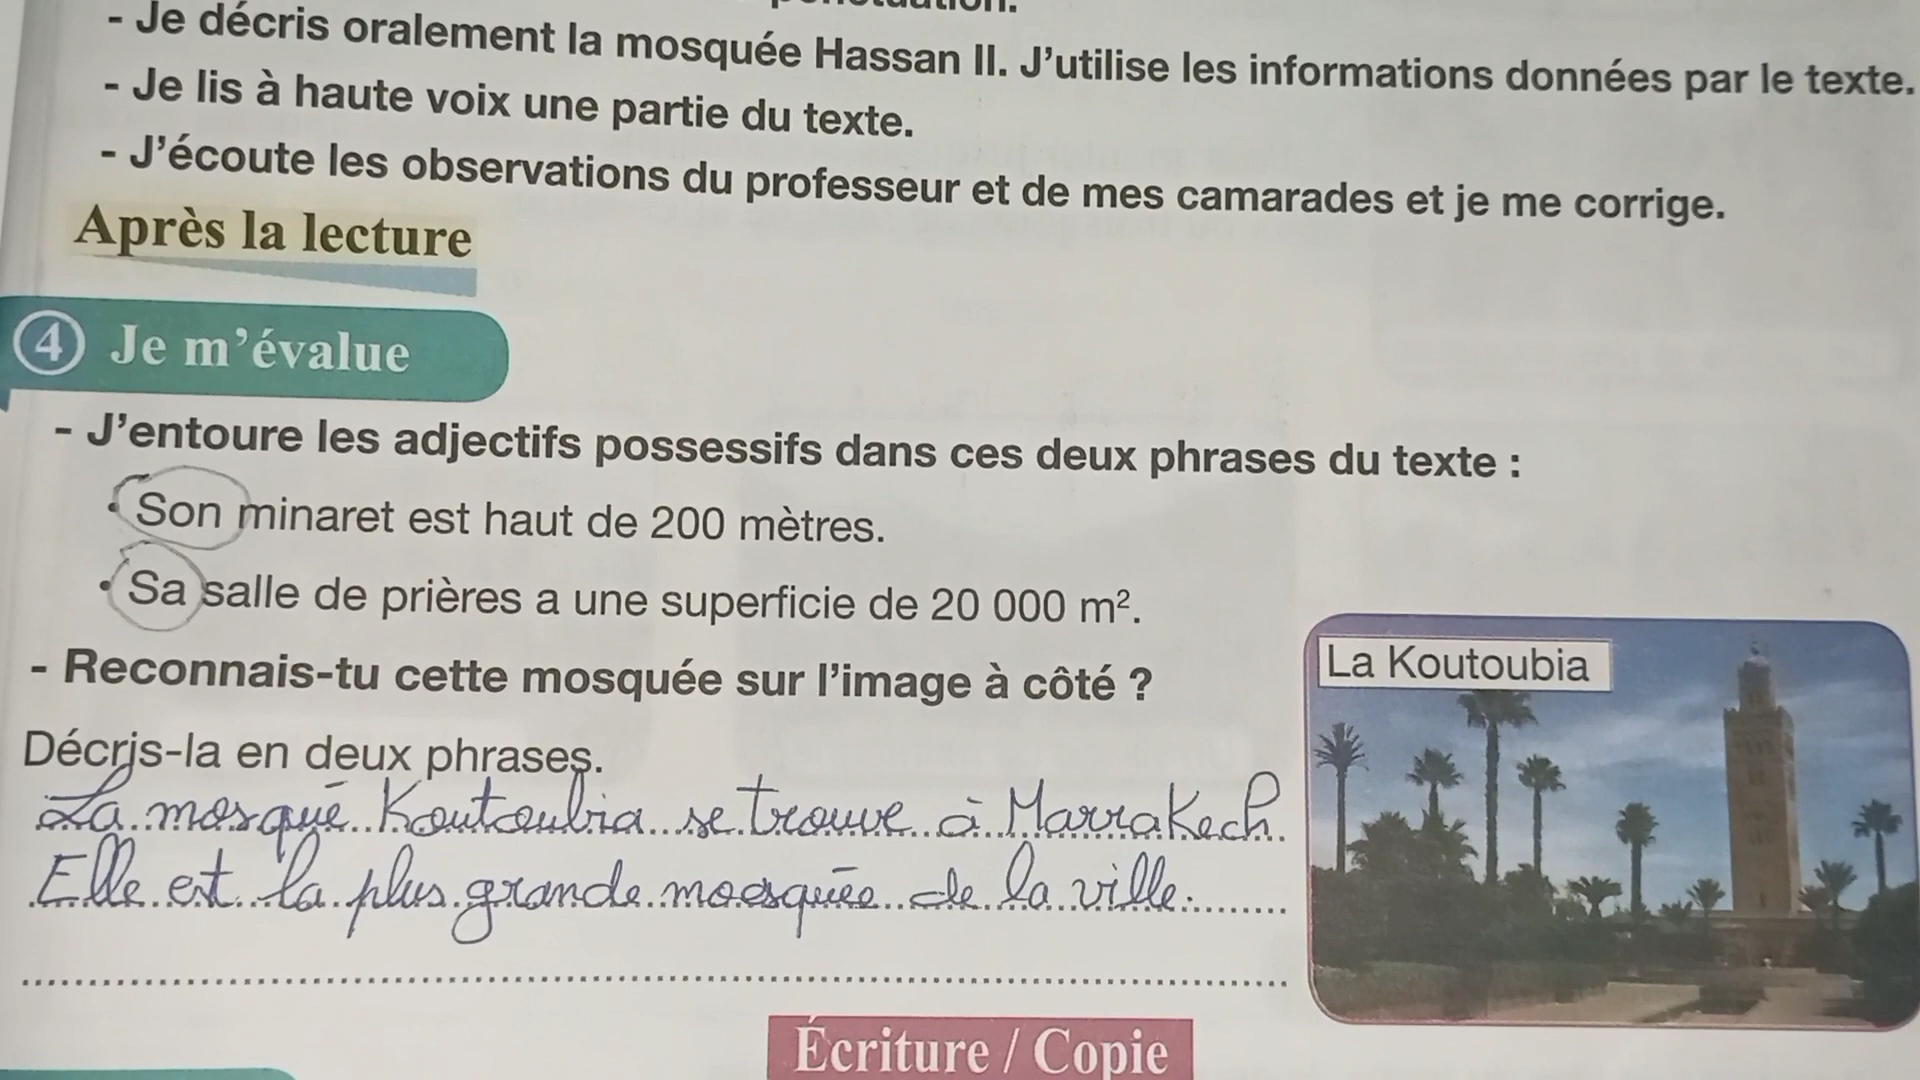 - Je décris oralement la mosquée Hassan II. J'utilise les informations données par le texte.
- Je lis à haute voix une partie du texte.
- J'écoute les observations du professeur et de mes camarades et je me corrige.
Après la lecture
4 Je m'évalue
- J'entoure les adjectifs possessifs dans ces deux phrases du texte :
• Son minaret est haut de 200 mètres.
• Sa salle de prières a une superficie de 20 000 m².
- Reconnais-tu cette mosquée sur l'image à côté ?
La Koutoubia
Décris-la en deux phrases.
La mosqué Koutoubia se trouve à Marrakech.
Elle est la plus grande mosquée de la ville.
Écriture / Copie